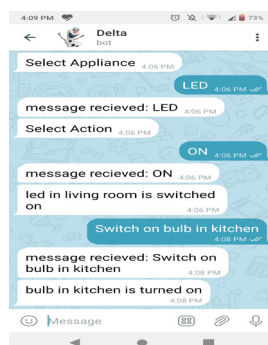 4:09 PM
73%
Delta
bot
Select Appliance 4:06 PM
LED 4:06 PM
message recieved: LED 4:06 PM
Select Action 4:06 PM
ON 4:06 PM
message recieved: ON 4:06 PM
led in living room is switched
on 4:06 PM
Switch on bulb in kitchen
4:08 PM
message recieved: Switch on
bulb in kitchen 4:08 PM
bulb in kitchen is turned on
4:08 PM
Message